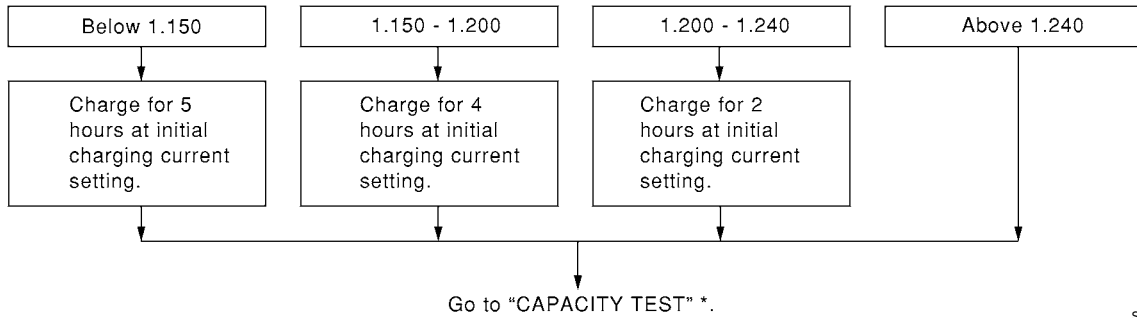 Below 1.150
1.150 - 1.200
1.200 - 1.240
Above 1.240
Charge for 5
hours at initial
charging current
setting.
Charge for 4
hours at initial
charging current
setting.
Charge for 2
hours at initial
charging current
setting.
Go to “CAPACITY TEST” *.